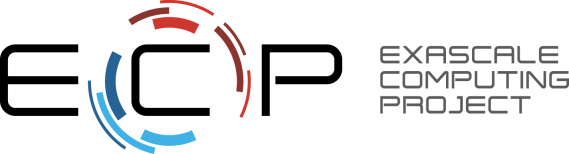 ECP
EXASCALE
COMPUTING
PROJECT